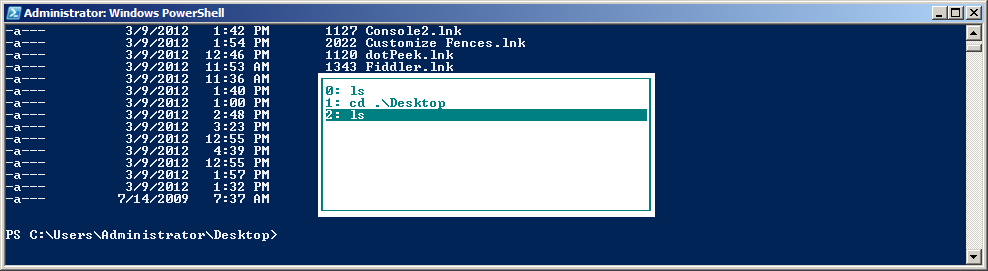 Administrator: Windows PowerShell
-a--- 3/9/2012 1:42 PM 1127 Console2.lnk
-a--- 3/9/2012 1:54 PM 2022 Customize Fences.lnk
-a--- 3/9/2012 12:46 PM 1120 dotPeek.lnk
-a--- 3/9/2012 11:53 AM 1343 Fiddler.lnk
-a--- 3/9/2012 11:36 AM
-a--- 3/9/2012 1:40 PM 0: ls
-a--- 3/9/2012 1:00 PM 1: cd .\Desktop
-a--- 3/9/2012 2:48 PM 2: ls
-a--- 3/9/2012 3:23 PM
-a--- 3/9/2012 12:55 PM
-a--- 3/9/2012 4:39 PM
-a--- 3/9/2012 12:55 PM
-a--- 3/9/2012 1:57 PM
-a--- 3/9/2012 1:32 PM
-a--- 7/14/2009 7:37 AM
PS C:\Users\Administrator\Desktop>